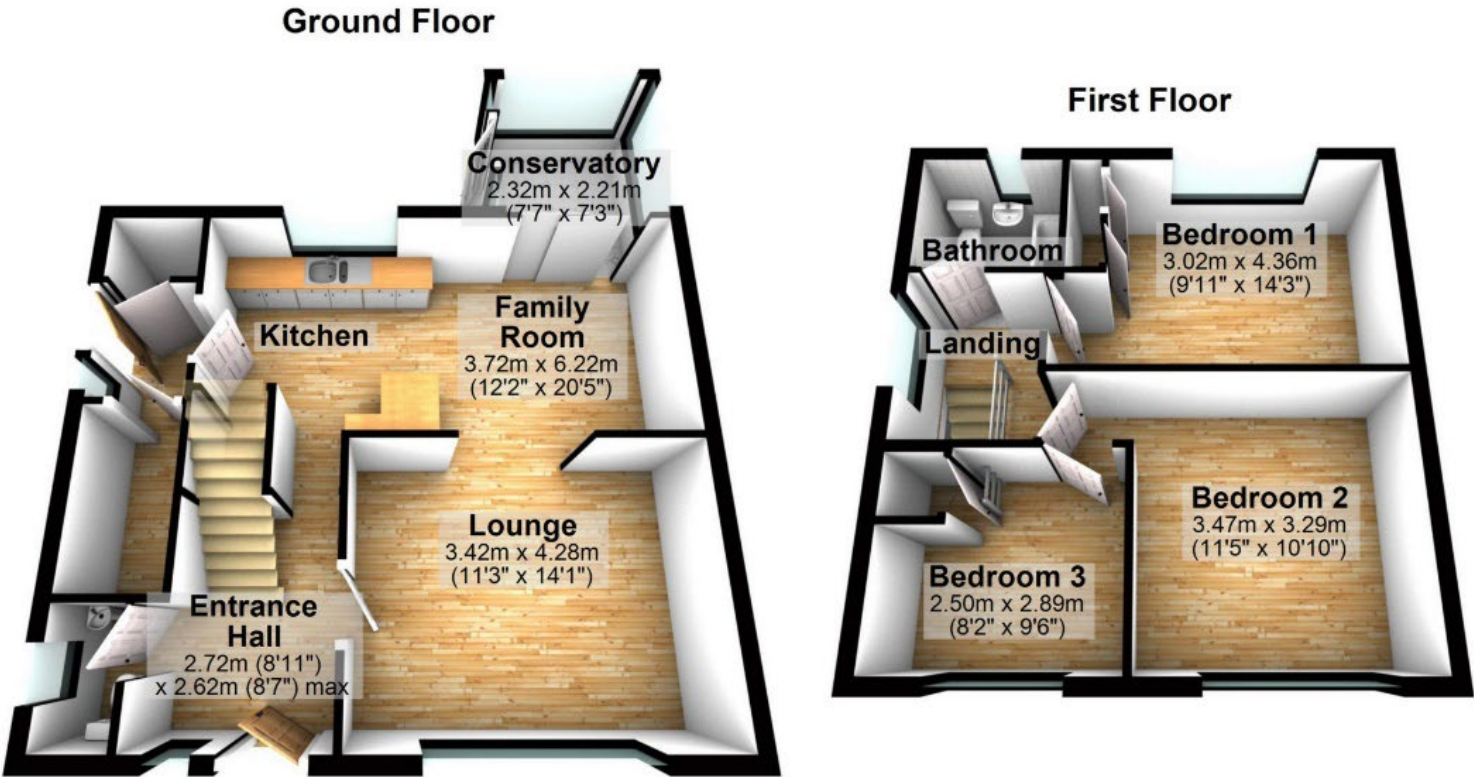 Ground Floor
Conservatory
2.32m x 2.21m
(7'7" x 7'3")
Kitchen
Family
Room
3.72m x 6.22m
(12'2" x 20'5")
Lounge
3.42m x 4.28m
(11'3" x 14'1")
Entrance
Hall
2.72m (8'11")
x 2.62m (8'7") max
First Floor
Bathroom
Bedroom 1
3.02m x 4.36m
(9'11" x 14'3")
Landing
Bedroom 2
3.47m x 3.29m
(11'5" x 10'10")
Bedroom 3
2.50m x 2.89m
(8'2" x 9'6")